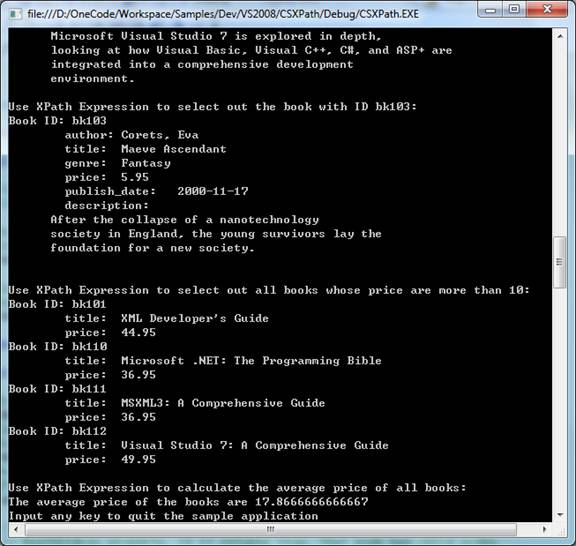 file:///D:/OneCode/Workspace/Samples/Dev/VS2008/CSXPath/Debug/CSXPath.EXE
Microsoft Visual Studio 7 is explored in depth,
looking at how Visual Basic, Visual C++, C#, and ASP+ are
integrated into a comprehensive development
environment.
Use XPath Expression to select out the book with ID bk103:
Book ID: bk103
author: Corets, Eva
title: Maeve Ascendant
genre: Fantasy
price: 5.95
publish_date: 2000-11-17
description:
After the collapse of a nanotechnology
society in England, the young survivors lay the
foundation for a new society.
Use XPath Expression to select out all books whose price are more than 10:
Book ID: bk101
title: XML Developer's Guide
price: 44.95
Book ID: bk110
title: Microsoft .NET: The Programming Bible
price: 36.95
Book ID: bk111
title: MSXML3: A Comprehensive Guide
price: 36.95
Book ID: bk112
title: Visual Studio 7: A Comprehensive Guide
price: 49.95
Use XPath Expression to calculate the average price of all books:
The average price of the books are 17.8666666666667
Input any key to quit the sample application